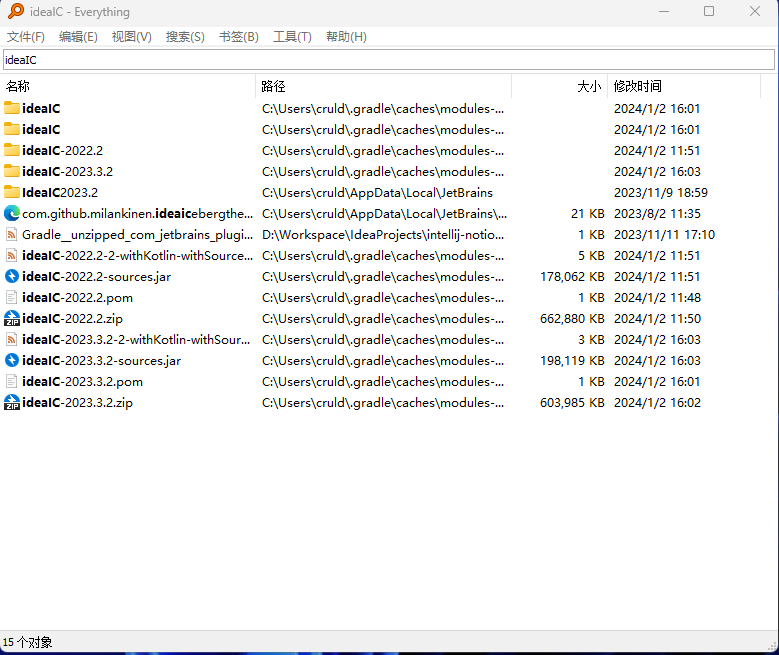 ideaIC - Everything
文件(F) 编辑(E) 视图(V) 搜索(S) 书签(B) 工具(T) 帮助(H)
ideaIC
名称 路径 大小 修改时间
ideaIC C:\Users\cruld\.gradle\caches\modules-... 2024/1/2 16:01
ideaIC C:\Users\cruld\.gradle\caches\modules-... 2024/1/2 16:01
ideaIC-2022.2 C:\Users\cruld\.gradle\caches\modules-... 2024/1/2 11:51
ideaIC-2023.3.2 C:\Users\cruld\.gradle\caches\modules-... 2024/1/2 16:03
IdeaIC2023.2 C:\Users\cruld\AppData\Local\JetBrains 2023/11/9 18:59
com.github.milankinen.ideaicebergthe... C:\Users\cruld\AppData\Local\JetBrains\... 21 KB 2023/8/2 11:35
Gradle__unzipped_com_jetbrains_plugi... D:\Workspace\IdeaProjects\intellij-notio... 1 KB 2023/11/11 17:10
ideaIC-2022.2-2-withKotlin-withSource... C:\Users\cruld\.gradle\caches\modules-... 5 KB 2024/1/2 11:51
ideaIC-2022.2-sources.jar C:\Users\cruld\.gradle\caches\modules-... 178,062 KB 2024/1/2 11:51
ideaIC-2022.2.pom C:\Users\cruld\.gradle\caches\modules-... 1 KB 2024/1/2 11:48
ZIP ideaIC-2022.2.zip C:\Users\cruld\.gradle\caches\modules-... 662,880 KB 2024/1/2 11:50
ideaIC-2023.3.2-2-withKotlin-withSour... C:\Users\cruld\.gradle\caches\modules-... 3 KB 2024/1/2 16:03
ideaIC-2023.3.2-sources.jar C:\Users\cruld\.gradle\caches\modules-... 198,119 KB 2024/1/2 16:03
ideaIC-2023.3.2.pom C:\Users\cruld\.gradle\caches\modules-... 1 KB 2024/1/2 16:01
ZIP ideaIC-2023.3.2.zip C:\Users\cruld\.gradle\caches\modules-... 603,985 KB 2024/1/2 16:02
15 个对象